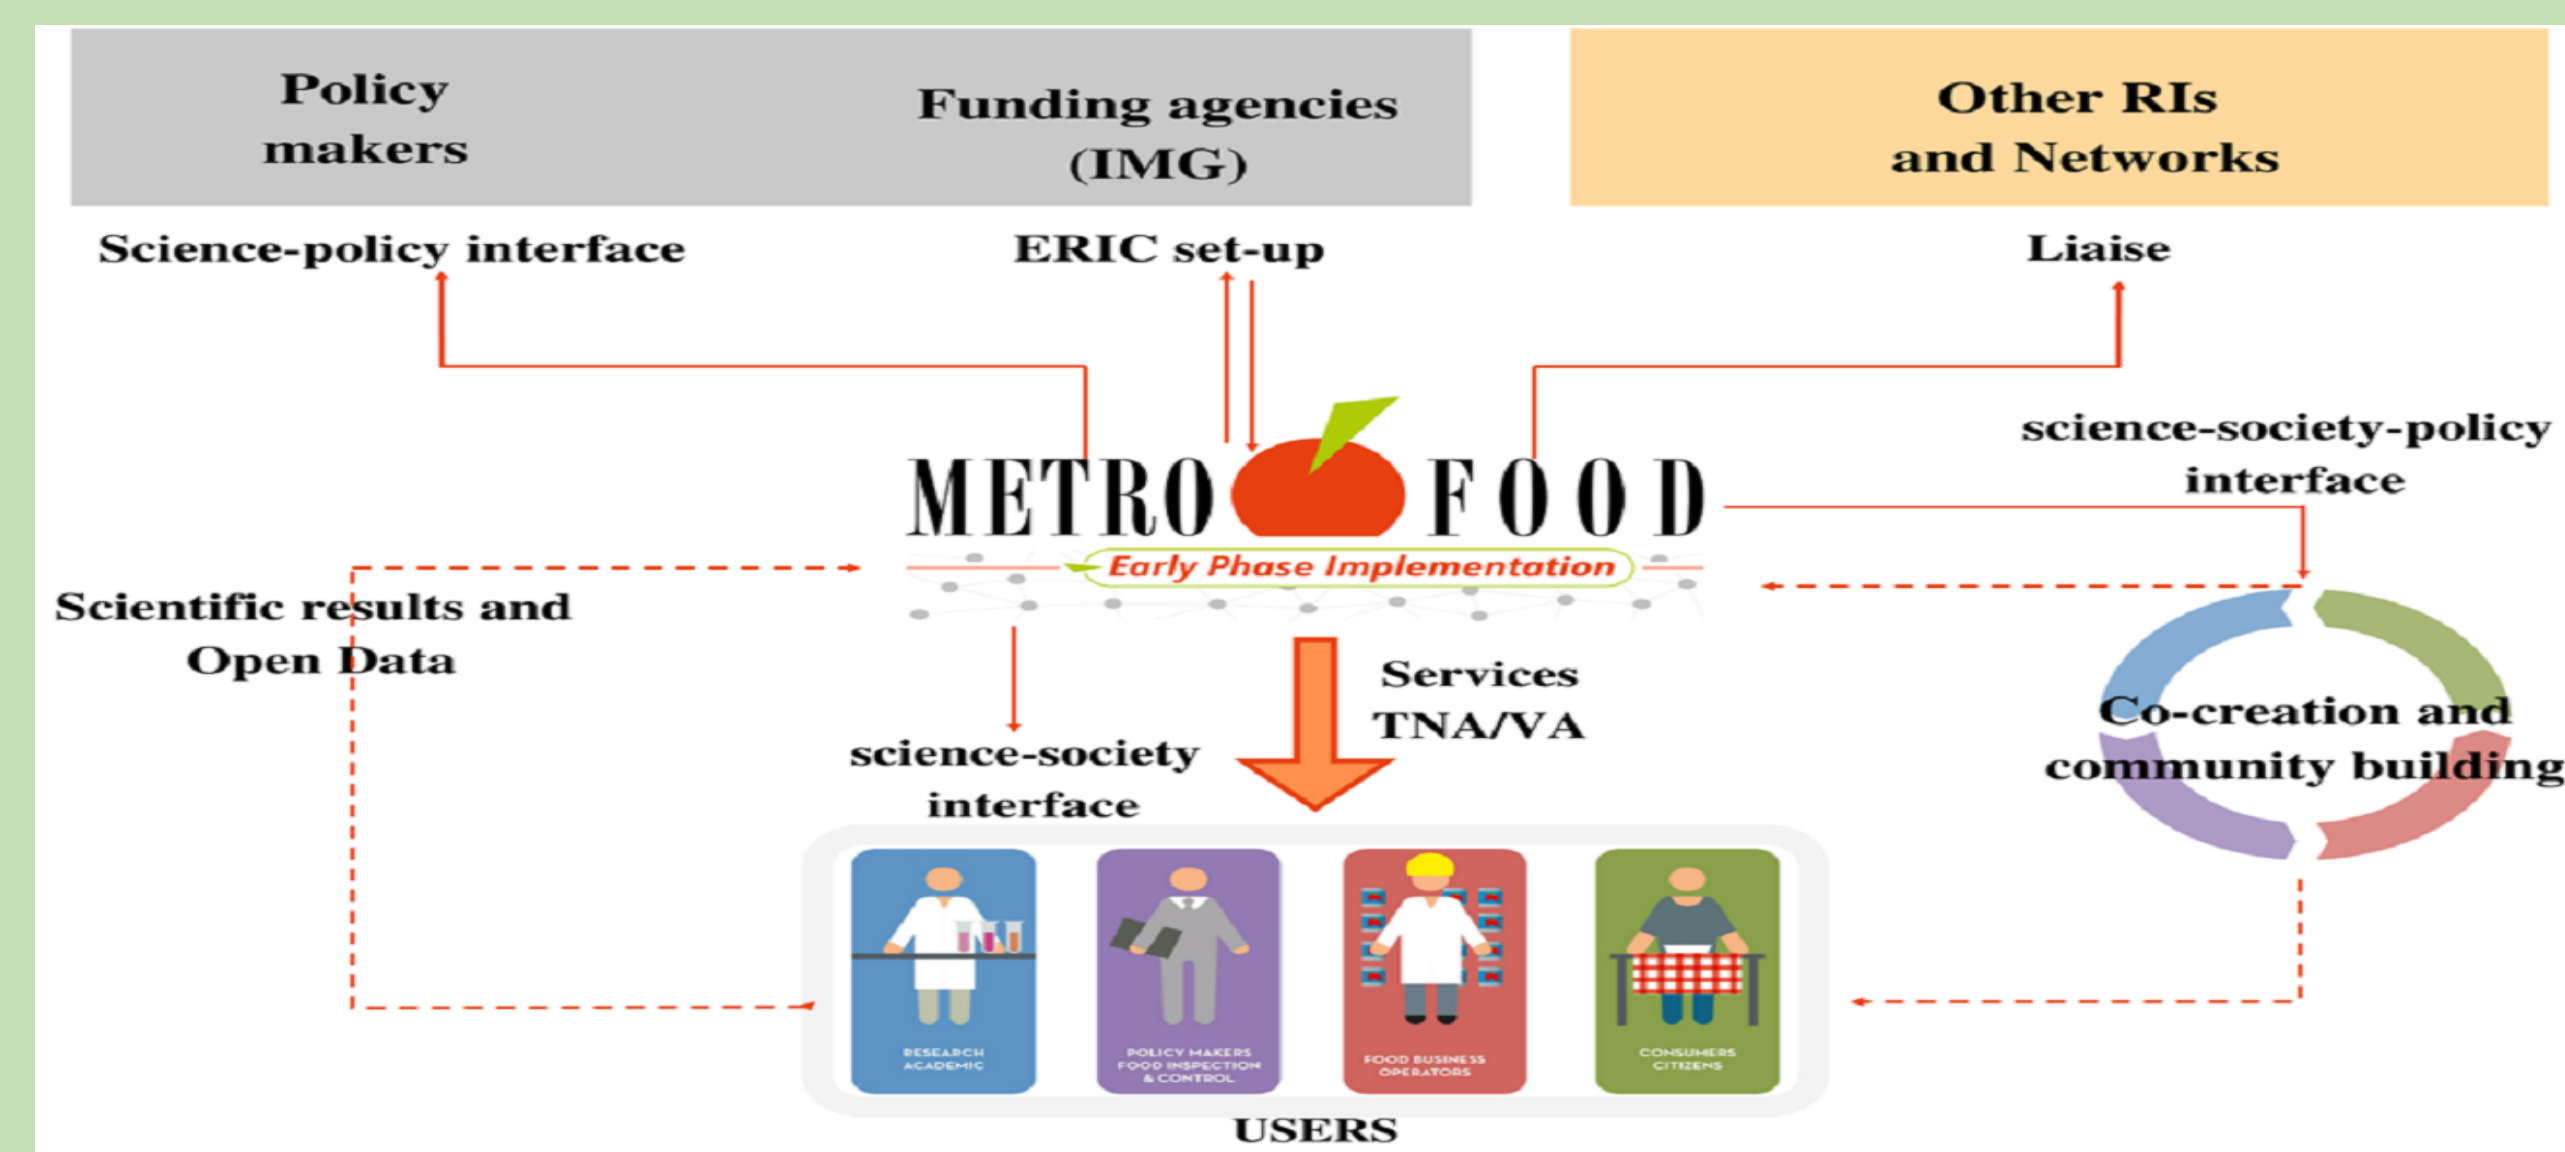 Policy
makers
Funding agencies
(IMG)
Other RIs
and Networks
Science-policy interface
ERIC set-up
Liaise
science-society-policy
interface
METRO FOOD
Early Phase Implementation
Scientific results and
Open Data
Services
TNA/VA
science-society
interface
Co-creation and
community building
RESEARCH
ACADEMIC
POLICY MAKERS
FOOD INSPECTION
& CONTROL
FOOD BUSINESS
OPERATORS
CONSUMERS
CITIZENS
USERS